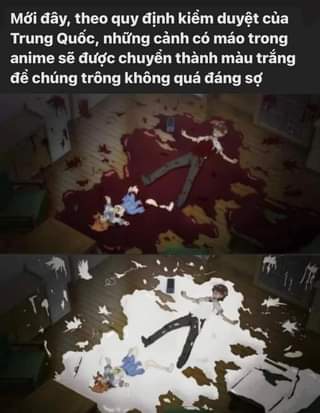 Mới đây, theo quy định kiểm duyệt của
Trung Quốc, những cảnh có máo trong
anime sẽ được chuyển thành màu trắng
để chúng trông không quá đáng sợ